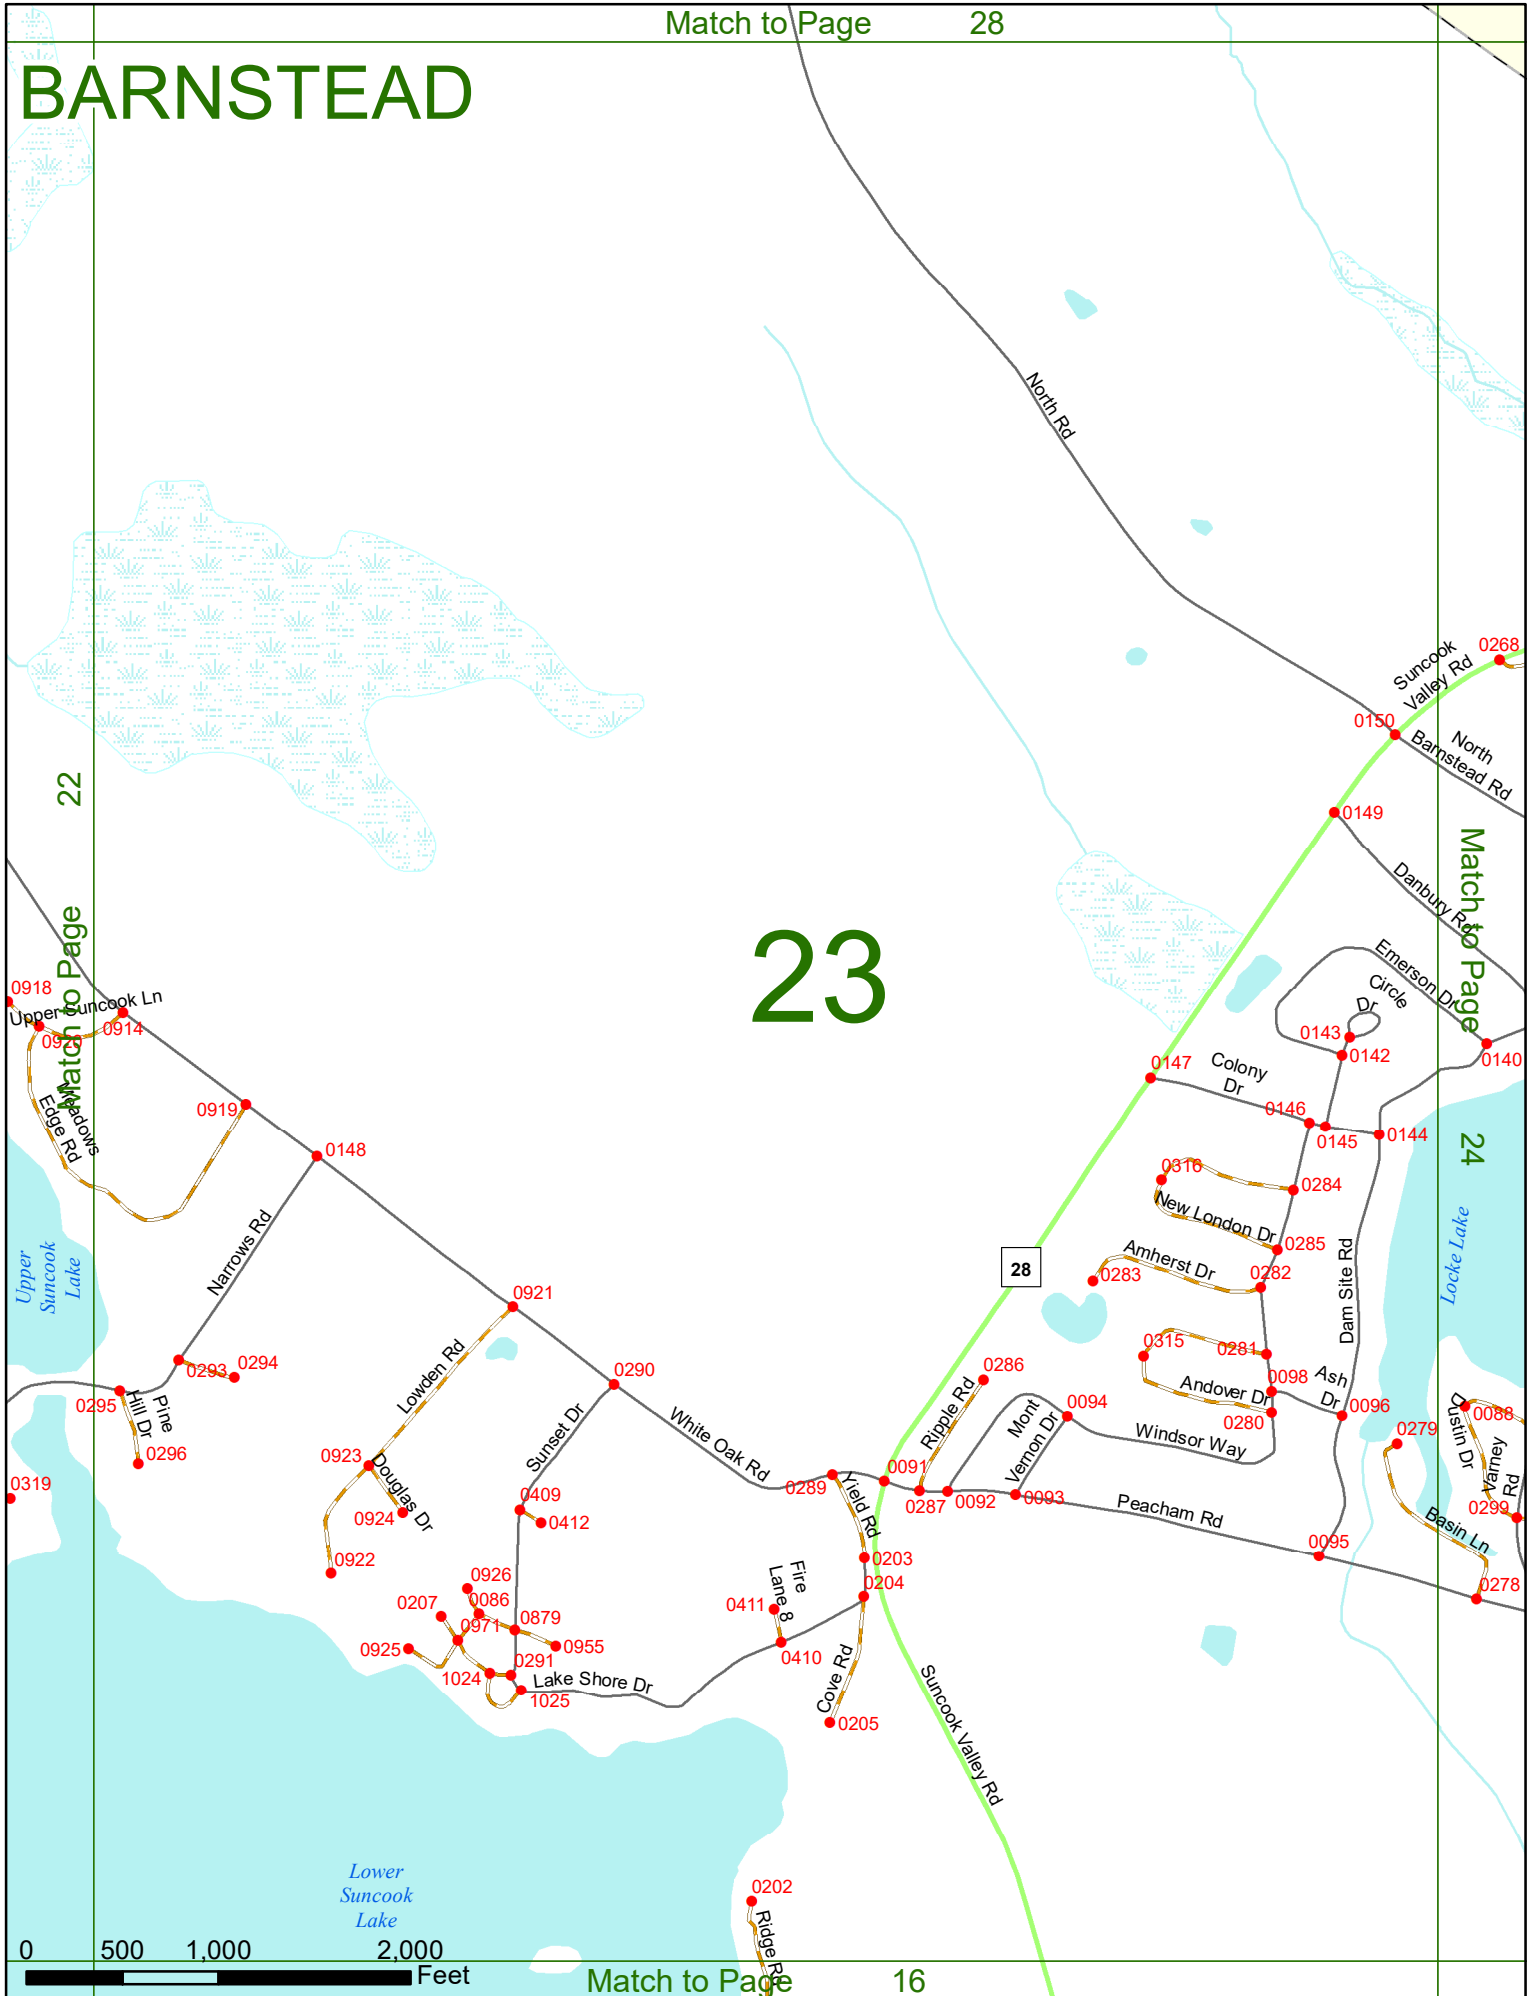 Match to Page 28
BARNSTEAD
North Rd
Suncook
Valley Rd
0268
0150
North
Barnstead Rd
22
Match to Page
0149
Danbury Rd
Match to Page
24
23
Emerson Dr
Circle
Dr
0918
Upper Suncook Ln
0920
0914
0143
0142
0140
0147
Colony
Dr
0146
0145
0144
Meadows
Edge Rd
0919
0148
0316
0284
New London Dr
0285
Narrows Rd
Upper
Suncook
Lake
28
Amherst Dr
0283
0282
Dam Site Rd
Locke Lake
0921
0315
0281
0293
0294
0290
0286
0098
Ash
Dr
Andover Dr
0280
0096
0295
Pine
Hill Dr
0296
Lowden Rd
Sunset Dr
White Oak Rd
Ripple Rd
Mont
Vernon Dr
0094
Windsor Way
0279
0088
Dustin Dr
Varney
Rd
0319
0923
Douglas Dr
0924
0289
Yield Rd
0091
0287
0092
0093
Peacham Rd
0299
Basin Ln
0409
0412
0922
0203
0095
0926
0086
0207
0971
0879
0955
0925
Fire
Lane 8
0411
0204
0278
0410
1024
0291
Lake Shore Dr
1025
Cove Rd
0205
Suncook Valley Rd
Lower
Suncook
Lake
0202
Ridge Rd
0 500 1,000 2,000
Feet
Match to Page 16